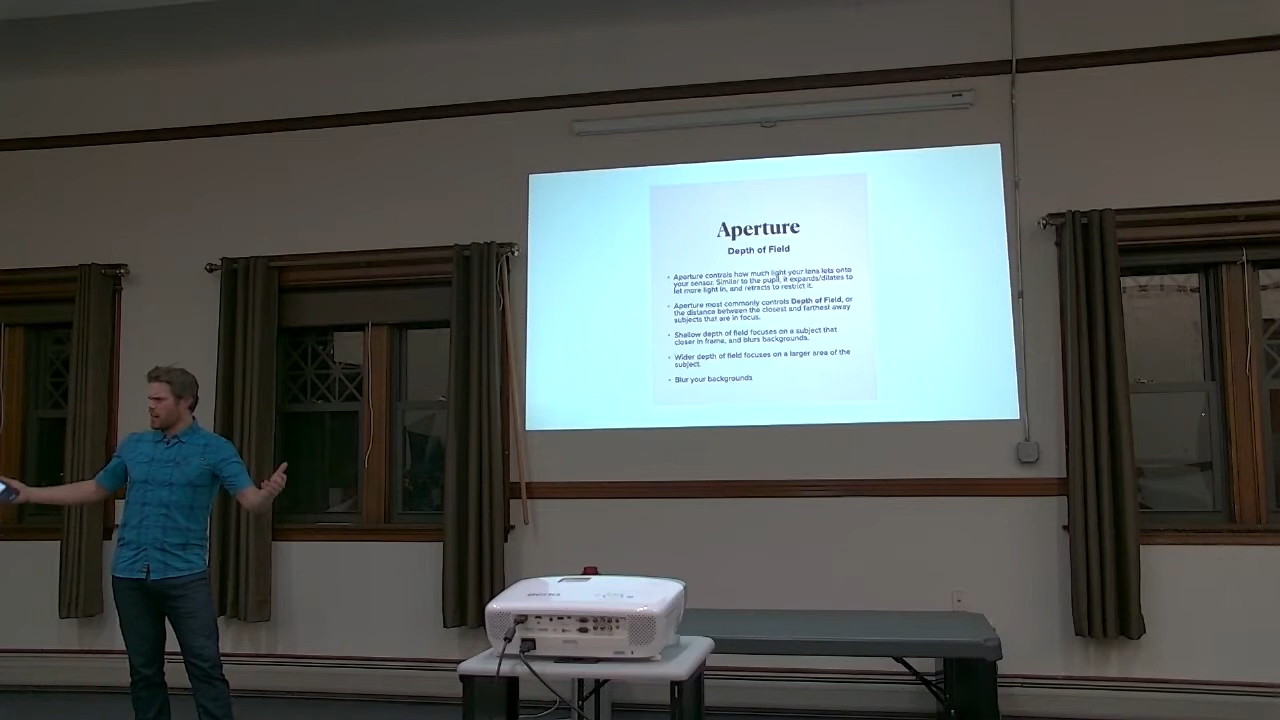 Aperture
Depth of Field
• Aperture controls how much light your lens lets onto
your sensor. Similar to the pupil, it expands/dilates to
let more light in, and retracts to restrict it.
• Aperture most commonly controls Depth of Field, or
the distance between the closest and farthest away
subjects that are in focus.
• Shallow depth of field focuses on a subject that
closer in frame, and blurs backgrounds.
• Wider depth of field focuses on a larger area of the
subject.
• Blur your backgrounds